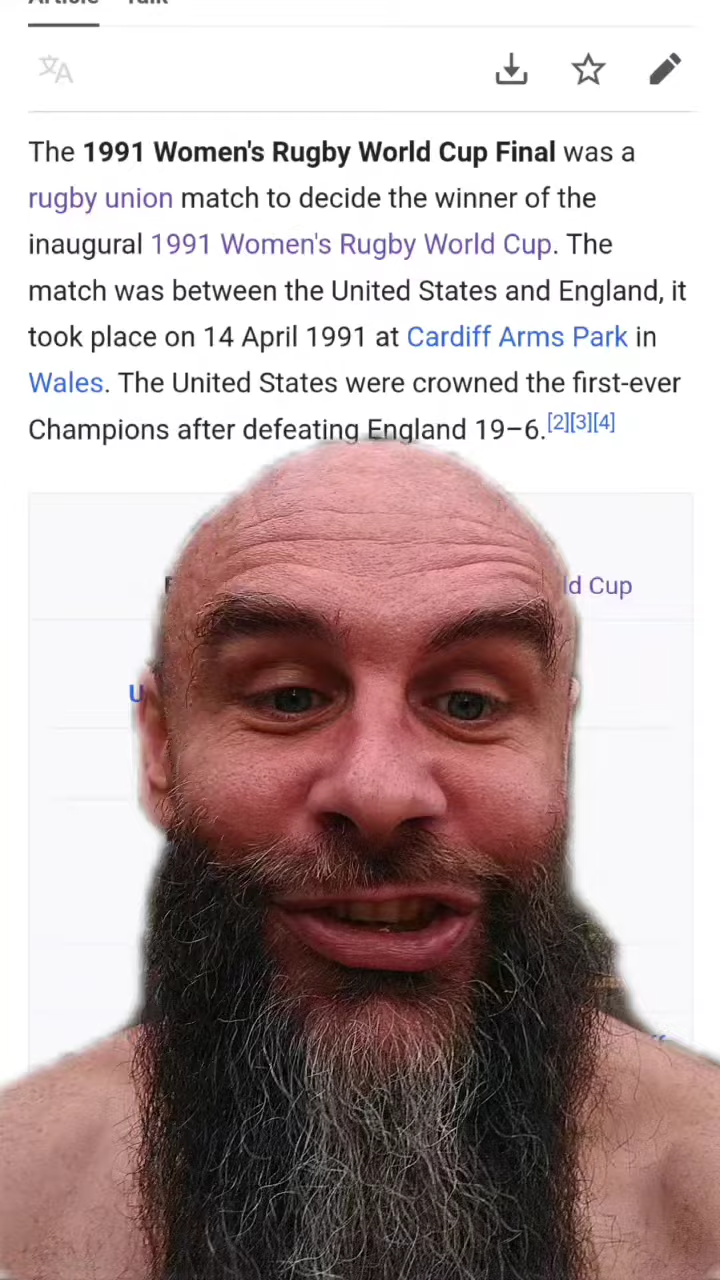 The 1991 Women's Rugby World Cup Final was a
rugby union match to decide the winner of the
inaugural 1991 Women's Rugby World Cup. The
match was between the United States and England, it
took place on 14 April 1991 at Cardiff Arms Park in
Wales. The United States were crowned the first-ever
Champions after defeating England 19–6.[2][3][4]
Cup